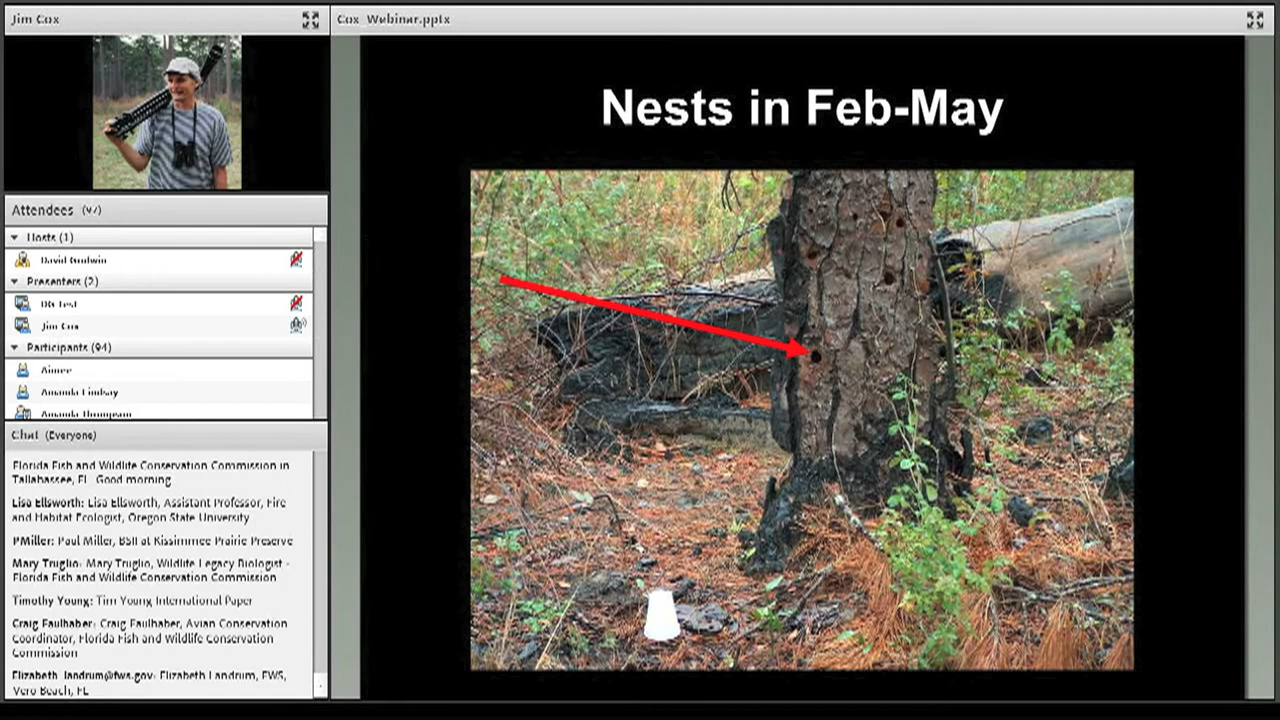 Jim Cox
Cox_Webinar.pptx
Nests in Feb-May
Attendees (97)
Hosts (1)
David Godwin
Presenters (2)
DG Test
Jim Cox
Participants (94)
Aimee
Amanda Lindsay
Amanda Thompson
Chat (Everyone)
Florida Fish and Wildlife Conservation Commission in
Tallahassee, FL Good morning
Lisa Ellsworth: Lisa Ellsworth, Assistant Professor, Fire
and Habitat Ecologist, Oregon State University
PMiller: Paul Miller, BSII at Kissimmee Prairie Preserve
Mary Truglio: Mary Truglio, Wildlife Legacy Biologist -
Florida Fish and Wildlife Conservation Commission
Timothy Young: Tim Young International Paper
Craig Faulhaber: Craig Faulhaber, Avian Conservation
Coordinator, Florida Fish and Wildlife Conservation
Commission
Elizabeth_landrum@fws.gov: Elizabeth Landrum, FWS,
Vero Beach, FL